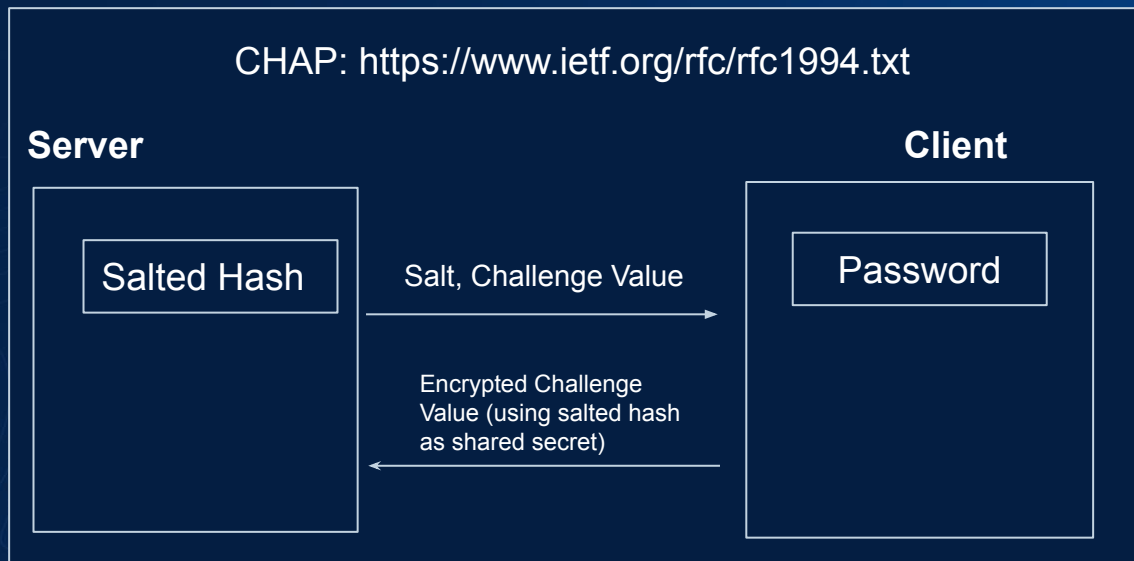 CHAP: https://www.ietf.org/rfc/rfc1994.txt
Server
Client
Salted Hash
Salt, Challenge Value
Password
Encrypted Challenge
Value (using salted hash
as shared secret)